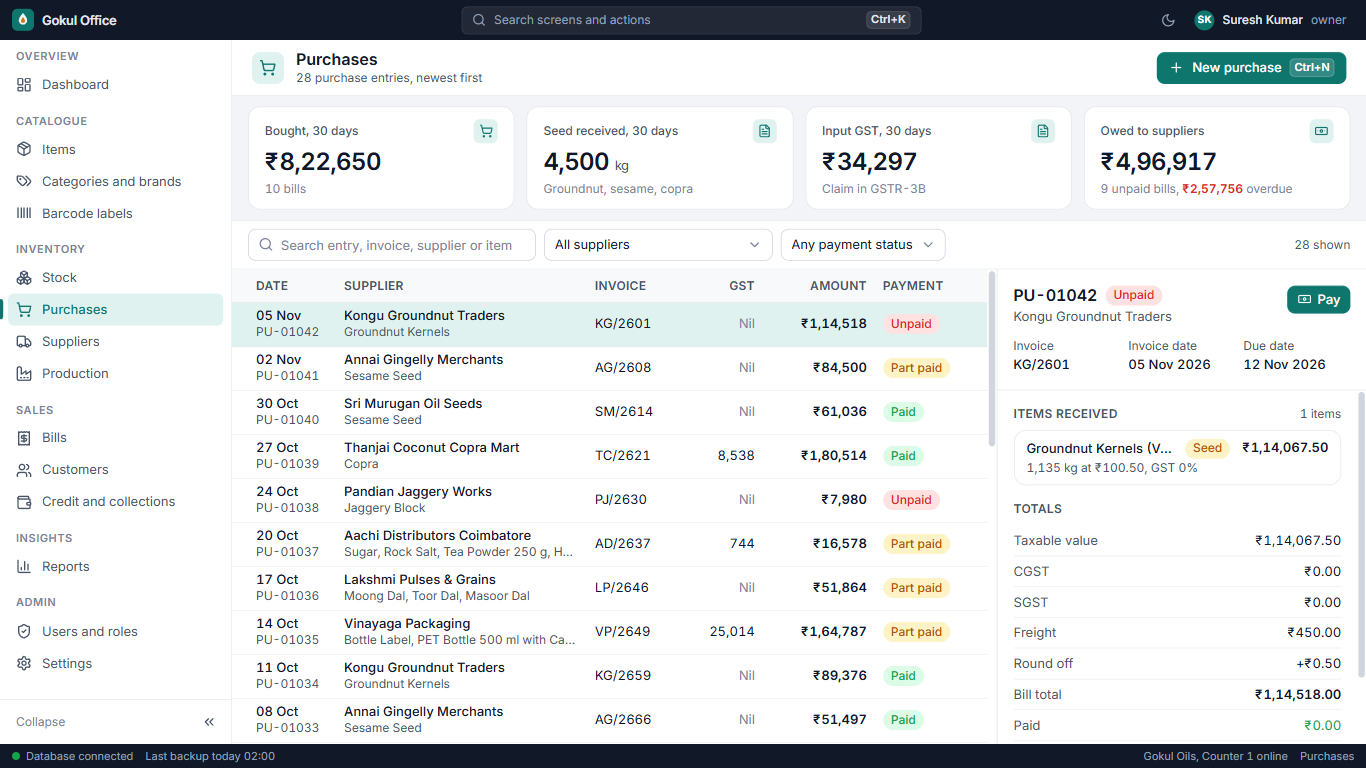 Gokul Office
Search screens and actions Ctrl+K
SK Suresh Kumar owner
OVERVIEW
Dashboard
CATALOGUE
Items
Categories and brands
Barcode labels
INVENTORY
Stock
Purchases
Suppliers
Production
SALES
Bills
Customers
Credit and collections
INSIGHTS
Reports
ADMIN
Users and roles
Settings
Collapse
Purchases
28 purchase entries, newest first
New purchase Ctrl+N
Bought, 30 days
₹8,22,650
10 bills
Seed received, 30 days
4,500 kg
Groundnut, sesame, copra
Input GST, 30 days
₹34,297
Claim in GSTR-3B
Owed to suppliers
₹4,96,917
9 unpaid bills, ₹2,57,756 overdue
Search entry, invoice, supplier or item
All suppliers
Any payment status
28 shown
DATE SUPPLIER INVOICE GST AMOUNT PAYMENT
05 Nov Kongu Groundnut Traders KG/2601 Nil ₹1,14,518 Unpaid
PU-01042 Groundnut Kernels
02 Nov Annai Gingelly Merchants AG/2608 Nil ₹84,500 Part paid
PU-01041 Sesame Seed
30 Oct Sri Murugan Oil Seeds SM/2614 Nil ₹61,036 Paid
PU-01040 Sesame Seed
27 Oct Thanjai Coconut Copra Mart TC/2621 8,538 ₹1,80,514 Paid
PU-01039 Copra
24 Oct Pandian Jaggery Works PJ/2630 Nil ₹7,980 Unpaid
PU-01038 Jaggery Block
20 Oct Aachi Distributors Coimbatore AD/2637 744 ₹16,578 Part paid
PU-01037 Sugar, Rock Salt, Tea Powder 250 g, H...
17 Oct Lakshmi Pulses & Grains LP/2646 Nil ₹51,864 Part paid
PU-01036 Moong Dal, Toor Dal, Masoor Dal
14 Oct Vinayaga Packaging VP/2649 25,014 ₹1,64,787 Part paid
PU-01035 Bottle Label, PET Bottle 500 ml with Ca...
11 Oct Kongu Groundnut Traders KG/2659 Nil ₹89,376 Paid
PU-01034 Groundnut Kernels
08 Oct Annai Gingelly Merchants AG/2666 Nil ₹51,497 Paid
PU-01033 Sesame Seed
PU-01042 Unpaid
Pay
Kongu Groundnut Traders
Invoice Invoice date Due date
KG/2601 05 Nov 2026 12 Nov 2026
ITEMS RECEIVED 1 items
Groundnut Kernels (V... Seed ₹1,14,067.50
1,135 kg at ₹100.50, GST 0%
TOTALS
Taxable value ₹1,14,067.50
CGST ₹0.00
SGST ₹0.00
Freight ₹450.00
Round off +₹0.50
Bill total ₹1,14,518.00
Paid ₹0.00
Database connected Last backup today 02:00
Gokul Oils, Counter 1 online Purchases